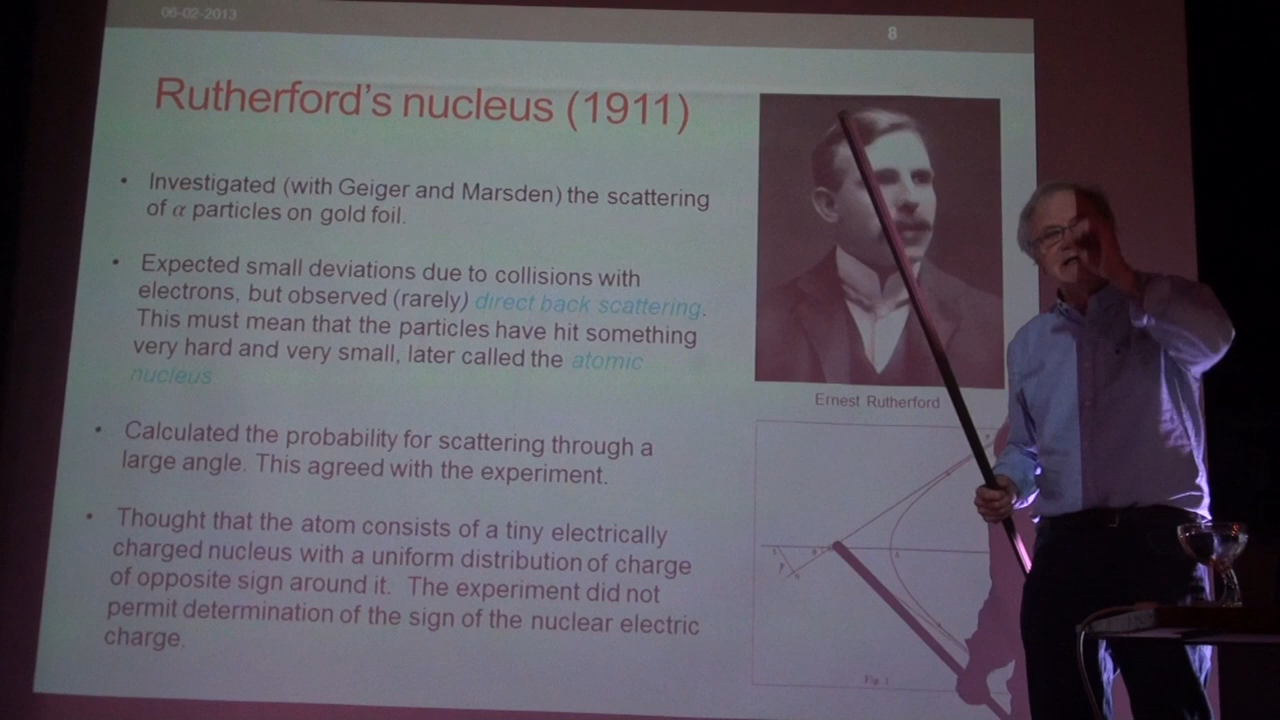 06-02-2013
8
Rutherford's nucleus (1911)
• Investigated (with Geiger and Marsden) the scattering
of α particles on gold foil.
• Expected small deviations due to collisions with
electrons, but observed (rarely) direct back scattering.
This must mean that the particles have hit something
very hard and very small, later called the atomic
nucleus
• Calculated the probability for scattering through a
large angle. This agreed with the experiment.
• Thought that the atom consists of a tiny electrically
charged nucleus with a uniform distribution of charge
of opposite sign around it. The experiment did not
permit determination of the sign of the nuclear electric
charge.
Ernest Rutherford
Fig. 1